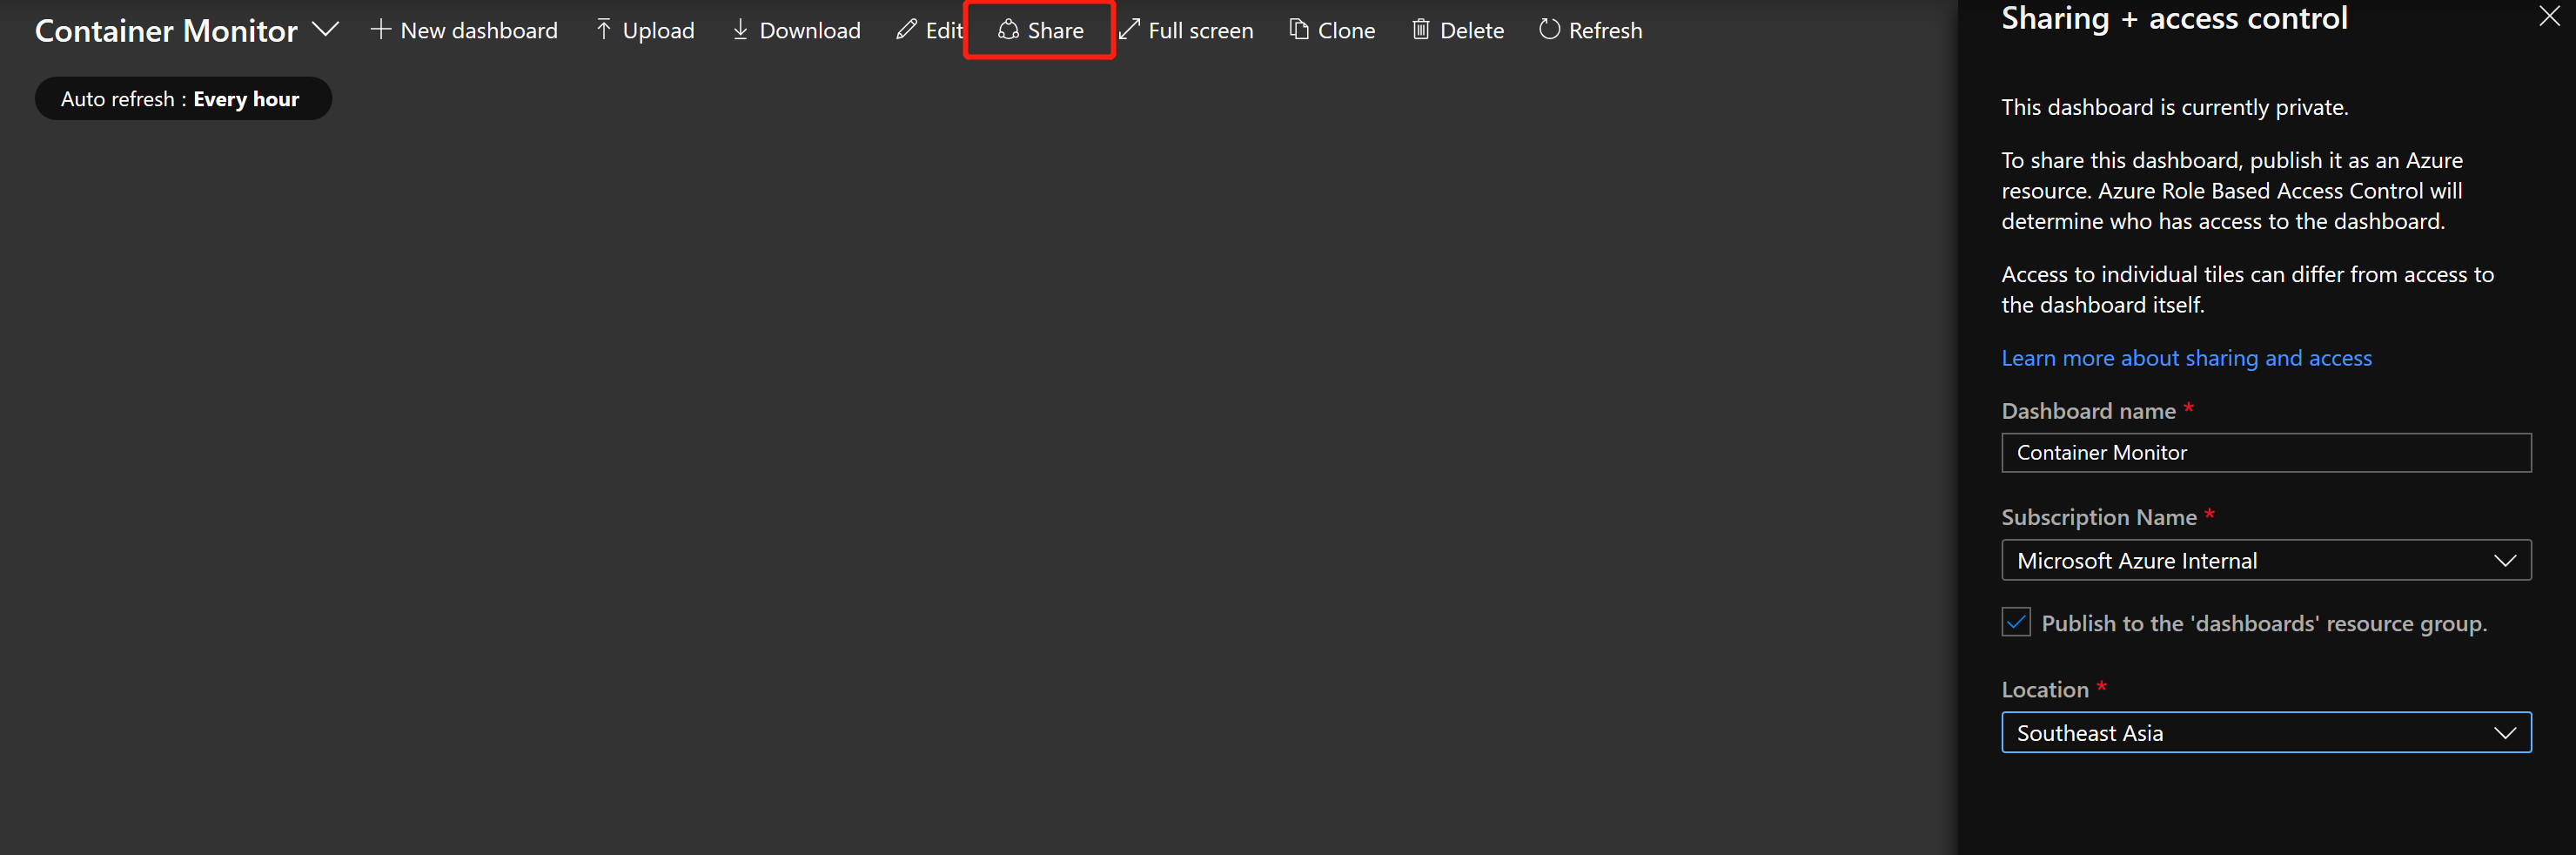 Container Monitor
New dashboard
Upload
Download
Edit
Share
Full screen
Clone
Delete
Refresh
Auto refresh : Every hour
Sharing + access control
This dashboard is currently private.
To share this dashboard, publish it as an Azure
resource. Azure Role Based Access Control will
determine who has access to the dashboard.
Access to individual tiles can differ from access to
the dashboard itself.
Learn more about sharing and access
Dashboard name *
Container Monitor
Subscription Name *
Microsoft Azure Internal
Publish to the 'dashboards' resource group.
Location *
Southeast Asia